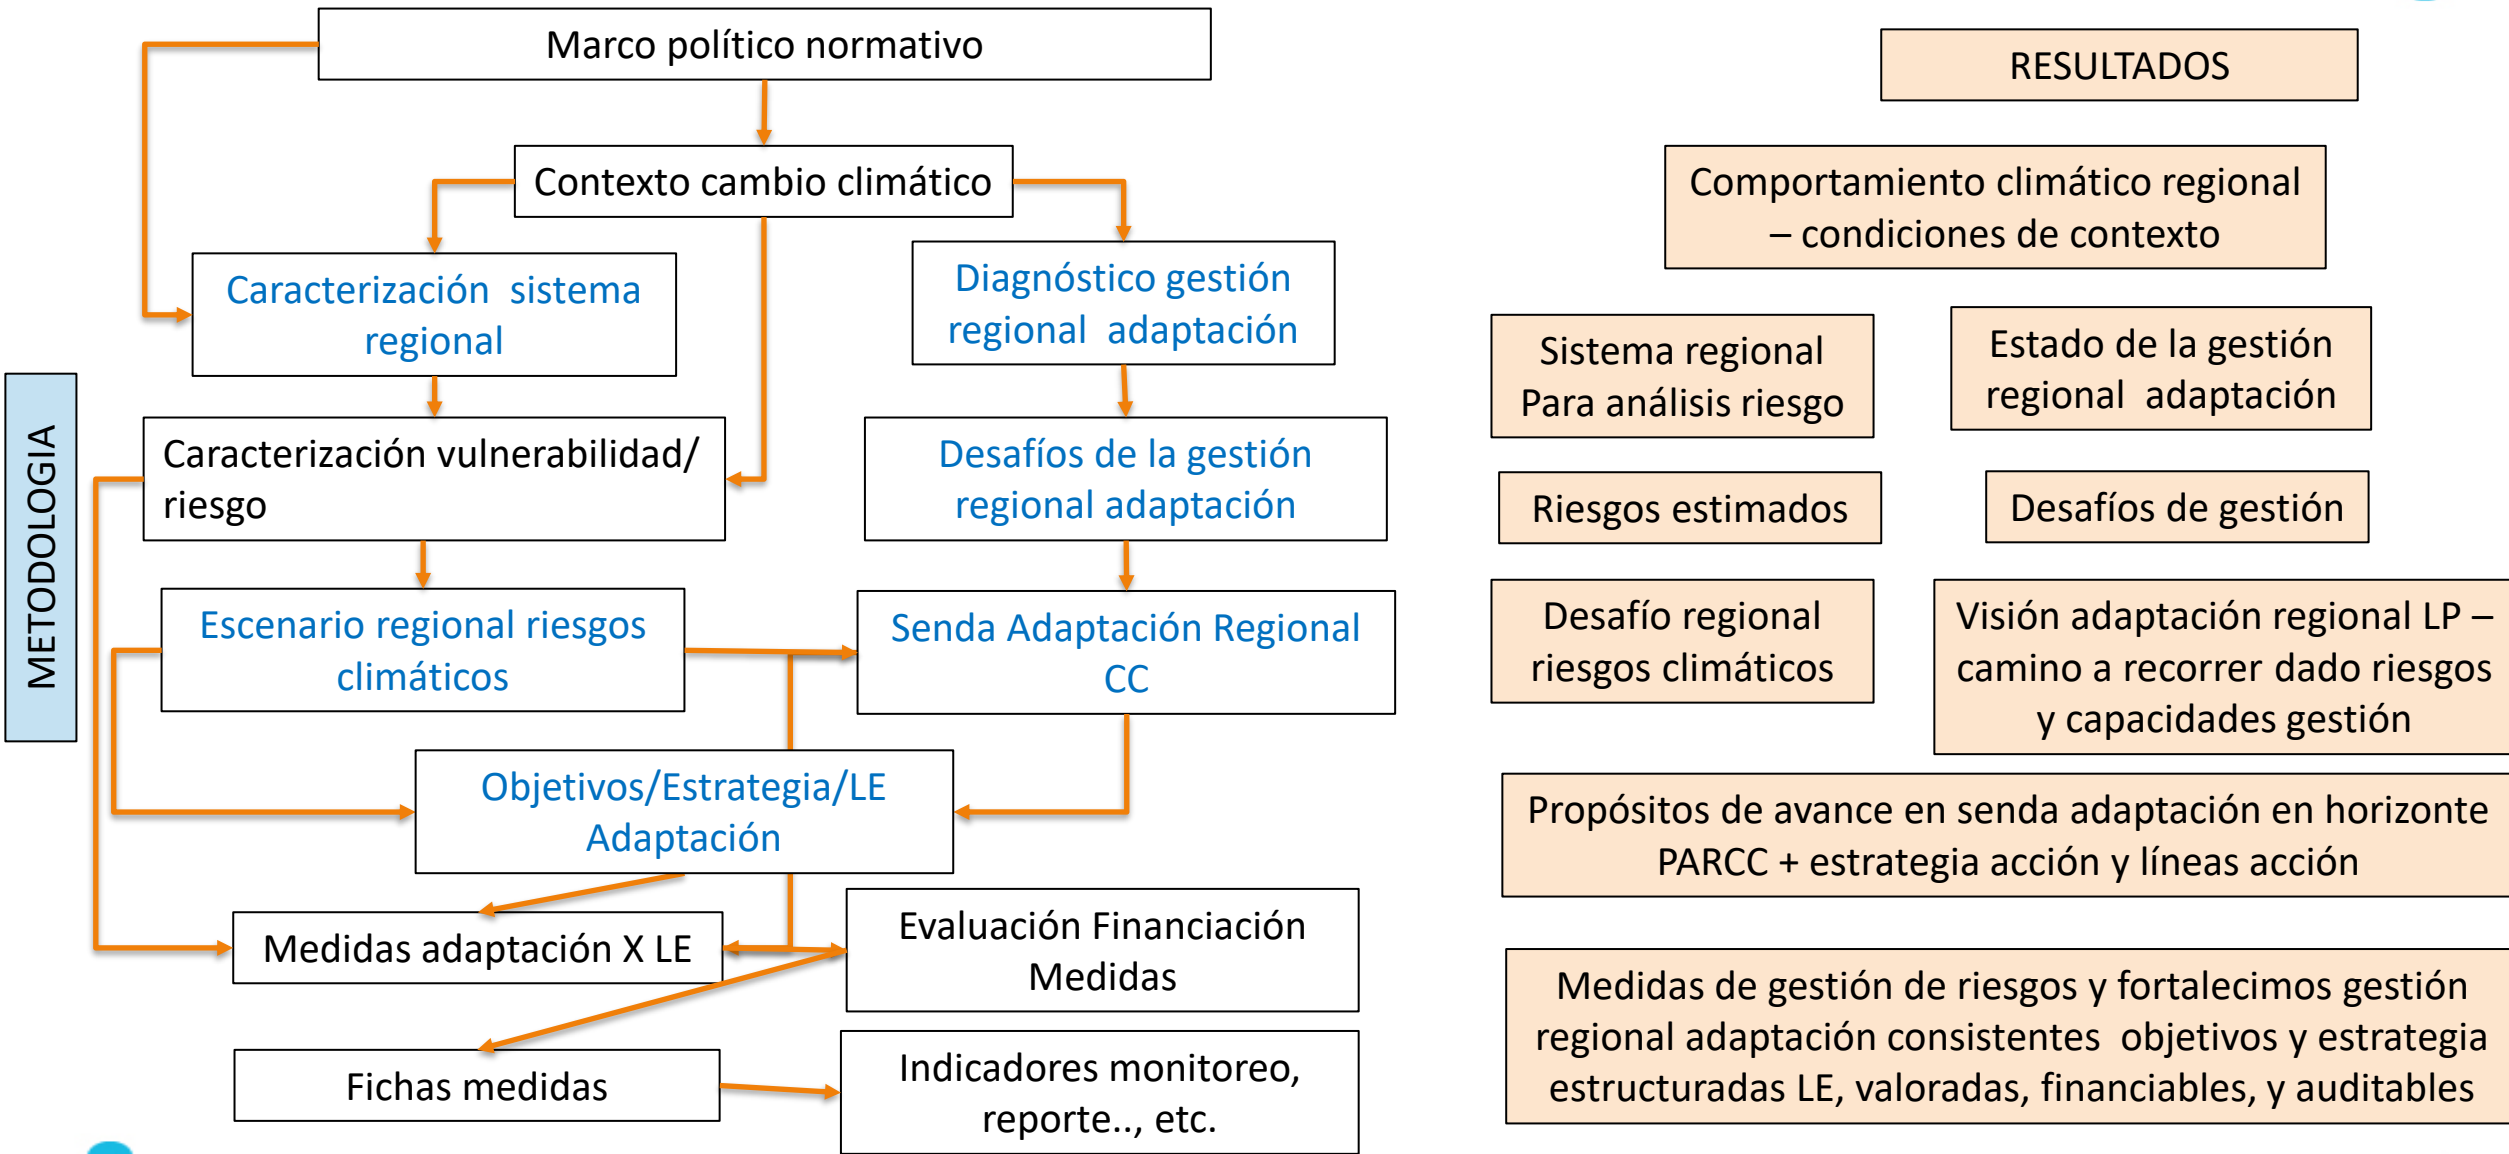 Marco político normativo
Contexto cambio climático
Caracterización sistema
regional
Diagnóstico gestión
regional adaptación
METODOLOGIA
Caracterización vulnerabilidad/
riesgo
Desafíos de la gestión
regional adaptación
Escenario regional riesgos
climáticos
Senda Adaptación Regional
CC
Objetivos/Estrategia/LE
Adaptación
Medidas adaptación X LE
Evaluación Financiación
Medidas
Fichas medidas
Indicadores monitoreo,
reporte.., etc.
RESULTADOS
Comportamiento climático regional
– condiciones de contexto
Sistema regional
Para análisis riesgo
Estado de la gestión
regional adaptación
Riesgos estimados
Desafíos de gestión
Desafío regional
riesgos climáticos
Visión adaptación regional LP –
camino a recorrer dado riesgos
y capacidades gestión
Propósitos de avance en senda adaptación en horizonte
PARCC + estrategia acción y líneas acción
Medidas de gestión de riesgos y fortalecimos gestión
regional adaptación consistentes objetivos y estrategia
estructuradas LE, valoradas, financiables, y auditables